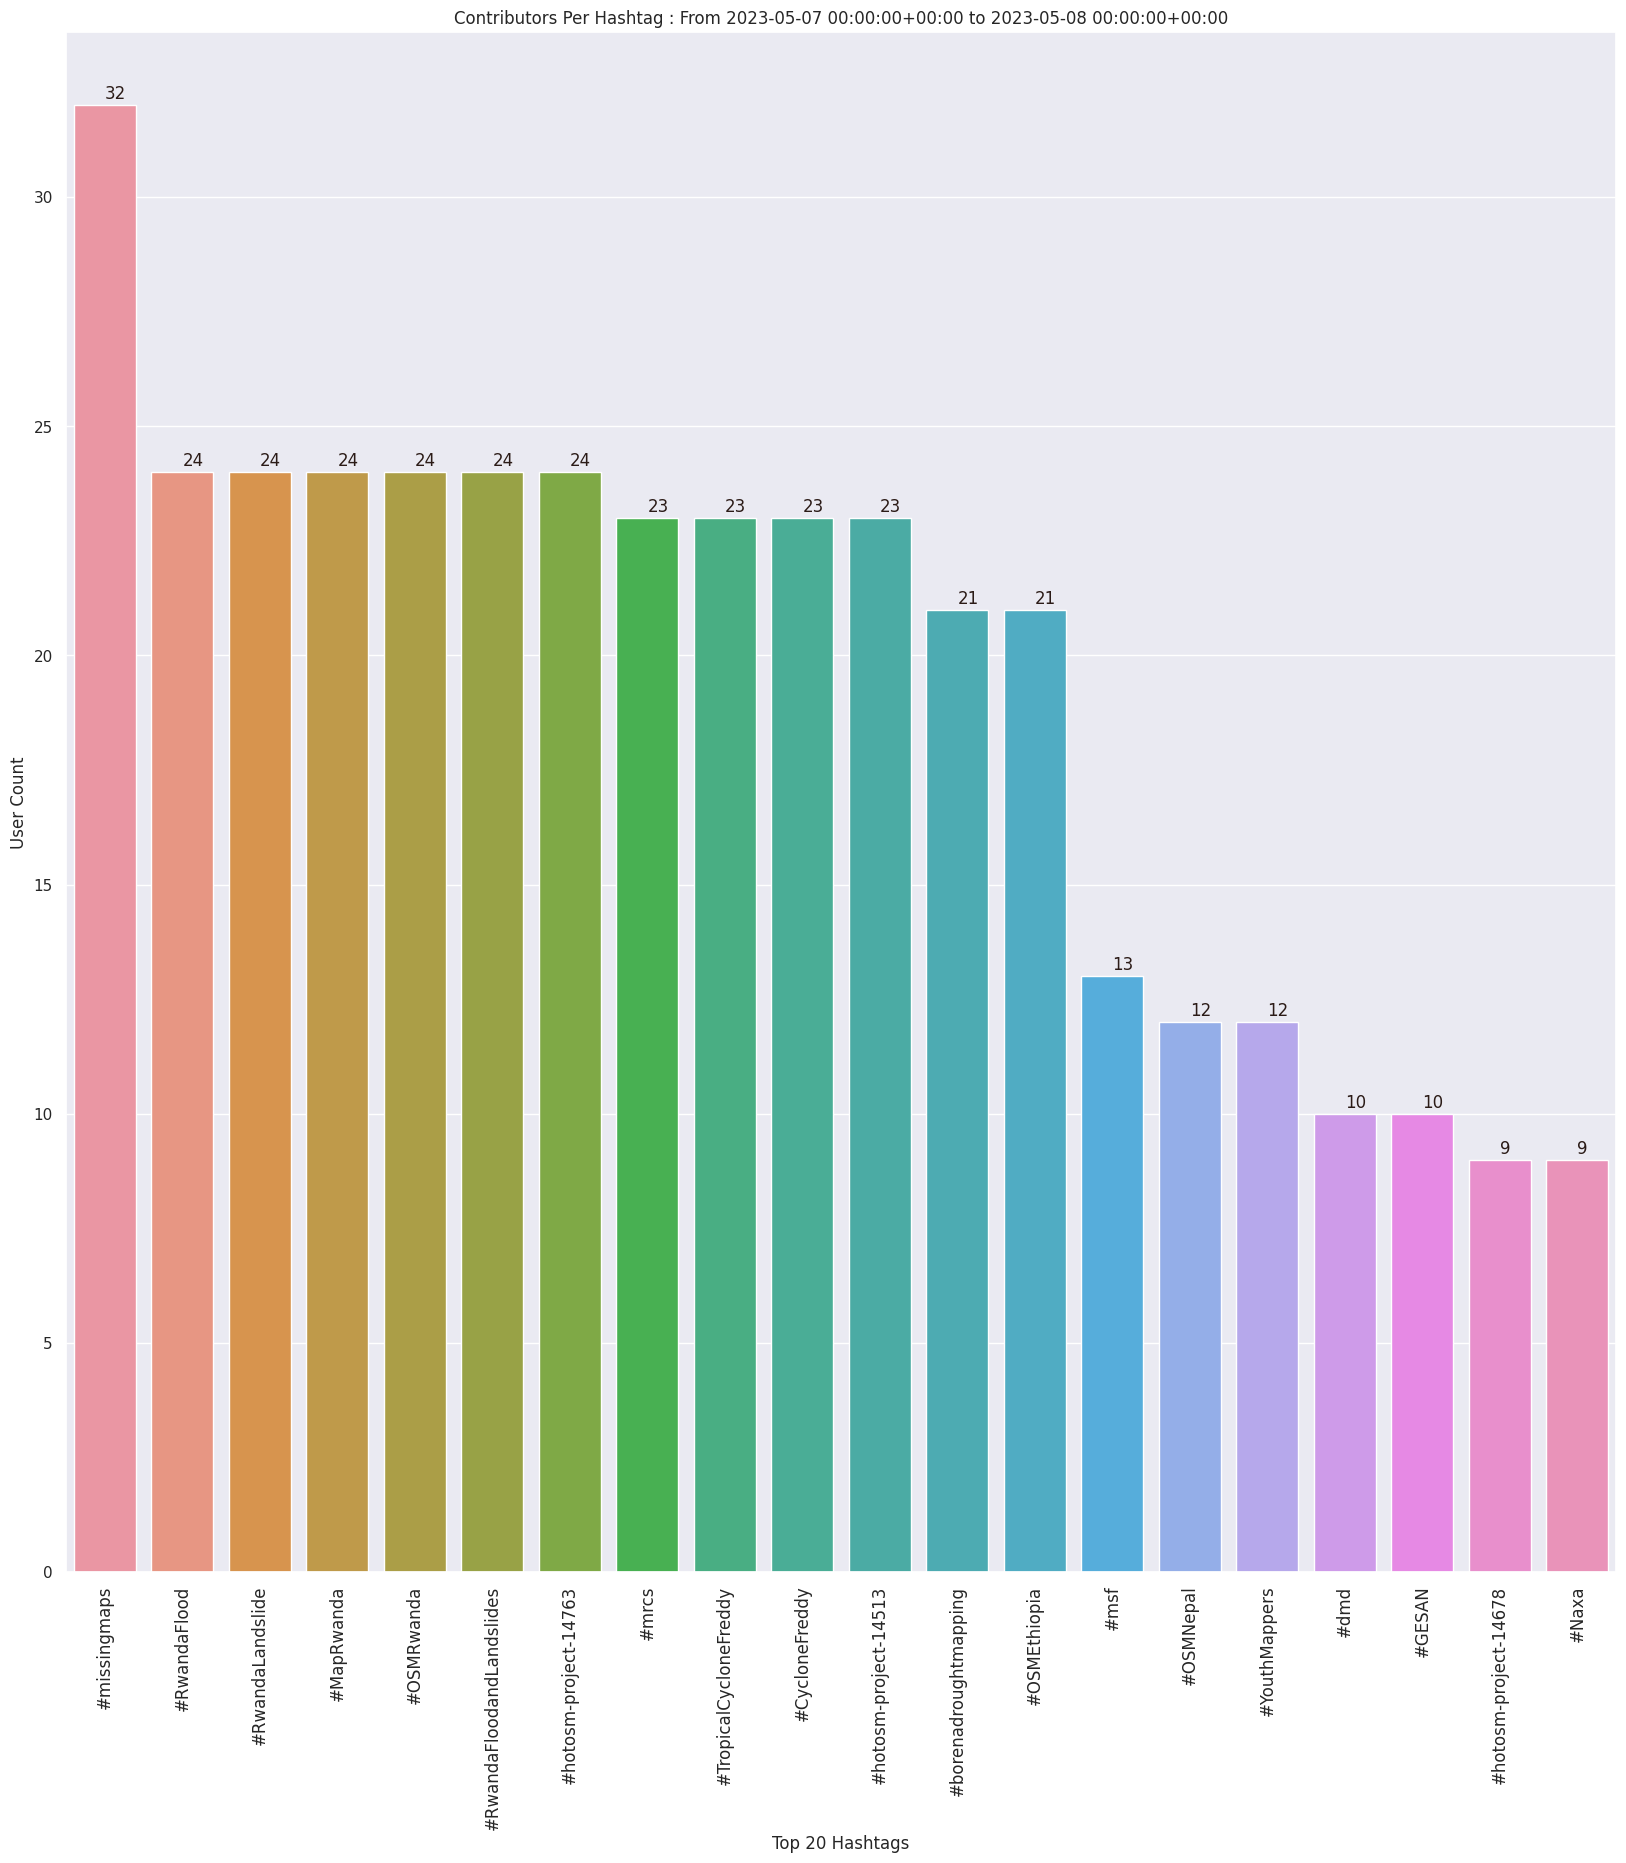 Contributors Per Hashtag : From 2023-05-07 00:00:00+00:00 to 2023-05-08 00:00:00+00:00
User Count
30
25
20
15
10
5
0
32
24
24
24
24
24
24
23
23
23
23
21
21
13
12
12
10
10
9
9
#missingmaps
#RwandaFlood
#RwandaLandslide
#MapRwanda
#OSMRwanda
#RwandaFloodandLandslides
#hotosm-project-14763
#mrcs
#TropicalCycloneFreddy
#CycloneFreddy
#hotosm-project-14513
#borenadroughtmapping
#OSMEthiopia
#msf
#OSMNepal
#YouthMappers
#dmd
#GESAN
#hotosm-project-14678
#Naxa
Top 20 Hashtags